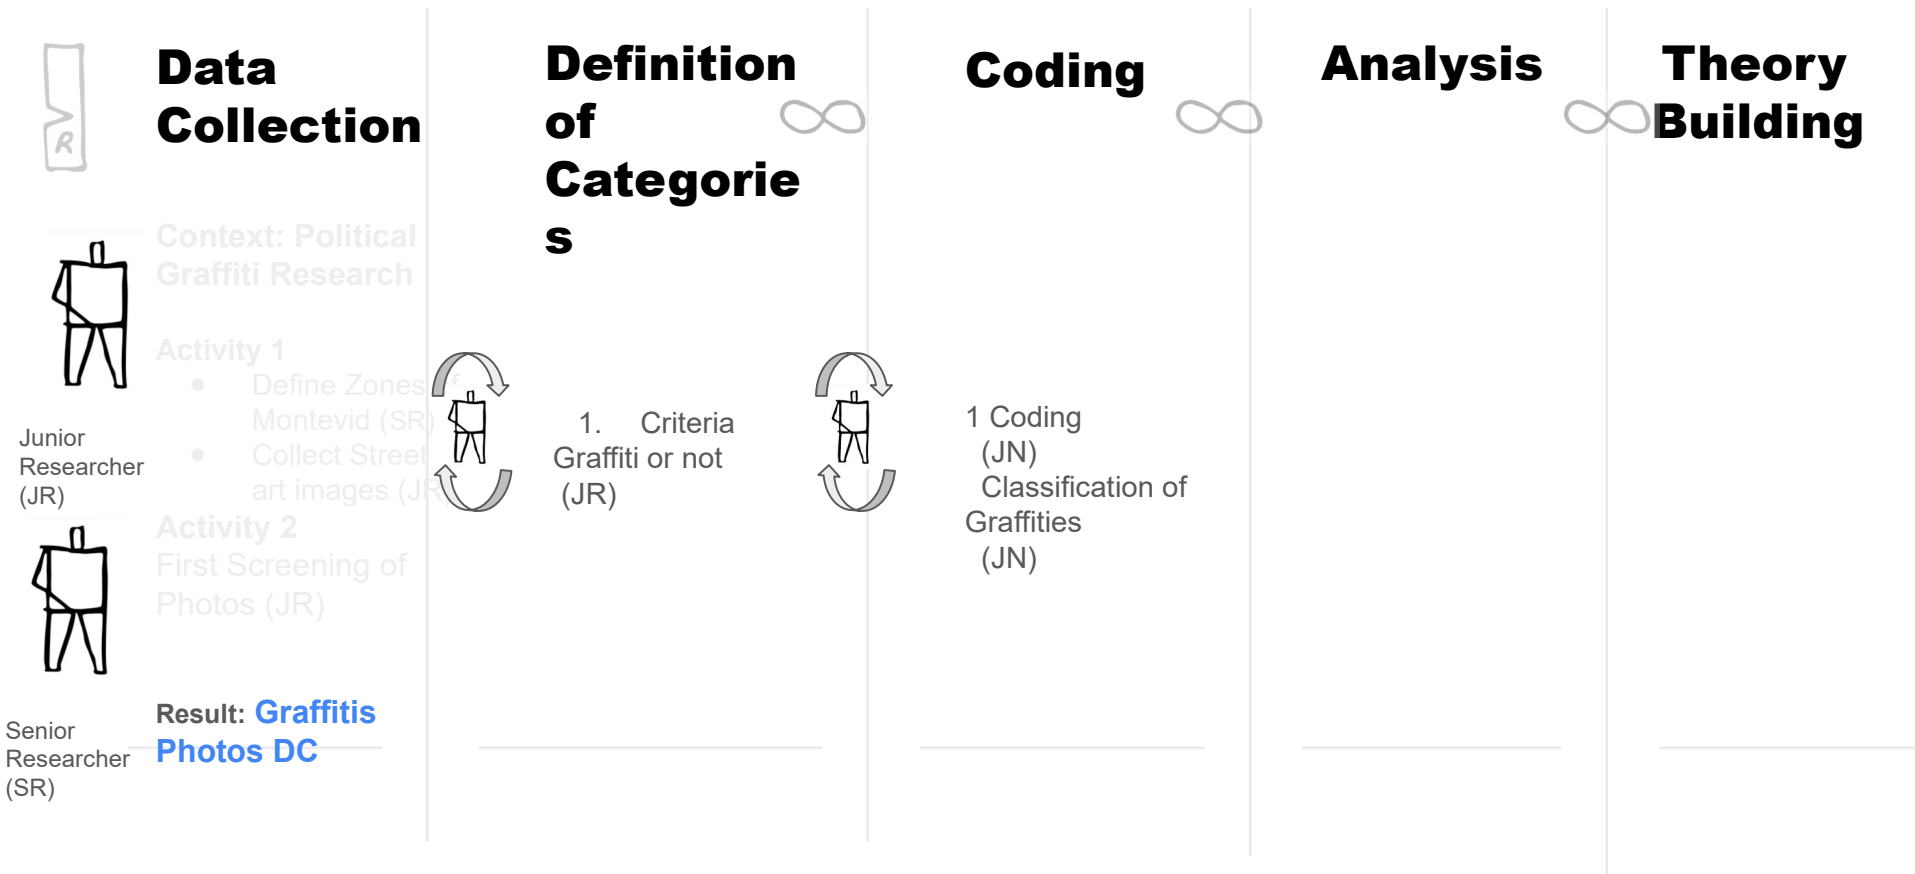 Data
Collection
Definition
of
Categorie
s
Coding
Analysis
Theory
Building
R
Context: Political
Graffiti Research
Activity 1
● Define Zones of
Montevid (SR)
● Collect Street
art images (JR)
Activity 2
First Screening of
Photos (JR)
Result: Graffitis
Photos DC
Junior
Researcher
(JR)
Senior
Researcher
(SR)
1. Criteria
Graffiti or not
(JR)
1 Coding
(JN)
Classification of
Graffities
(JN)